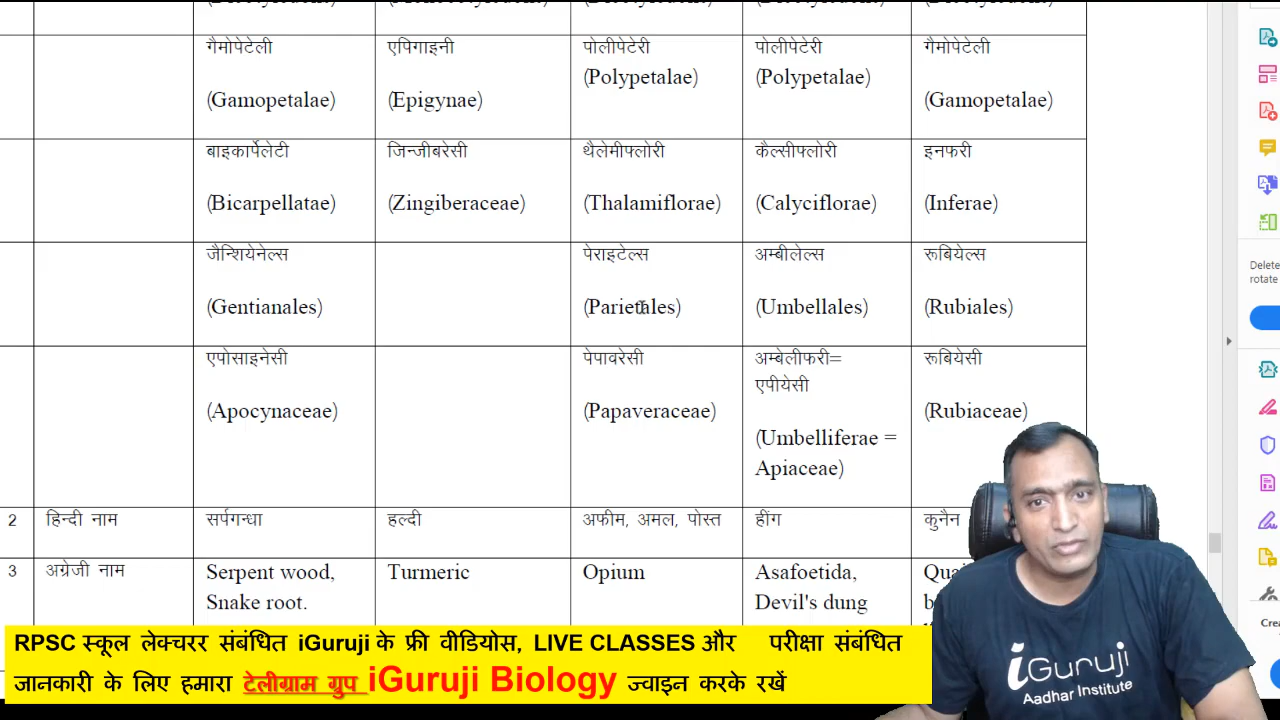 गैमोपेटेली एपिगाइनी पोलीपेटेरी पोलीपेटेरी गैमोपेटेली
(Gamopetalae) (Epigynae) (Polypetalae) (Polypetalae) (Gamopetalae)
बाइकार्पेलेटी जिन्जीबरेसी थैलेमीफ्लोरी कैल्सीफ्लोरी इनफरी
(Bicarpellatae) (Zingiberaceae) (Thalamiflorae) (Calyciflorae) (Inferae)
जैन्शियेनेल्स पेराइटेल्स अम्बीलेल्स रूबियेल्स
(Gentianales) (Parietales) (Umbellales) (Rubiales)
एपोसाइनेसी पेपावरेसी अम्बेलीफरी= रूबियेसी
एपीयेसी
(Apocynaceae) (Papaveraceae) (Rubiaceae)
(Umbelliferae =
Apiaceae)
2 हिन्दी नाम सर्पगन्धा हल्दी अफीम, अमल, पोस्त हींग कुनैन
3 अग्रेजी नाम Serpent wood, Turmeric Opium Asafoetida,
Snake root. Devil's dung
Delete
rotate
iGuruji
Aadhar Institute
RPSC स्कूल लेक्चरर संबंधित iGuruji के फ्री वीडियोस, LIVE CLASSES और परीक्षा संबंधित
जानकारी के लिए हमारा टेलीग्राम ग्रुप iGuruji Biology ज्वाइन करके रखें